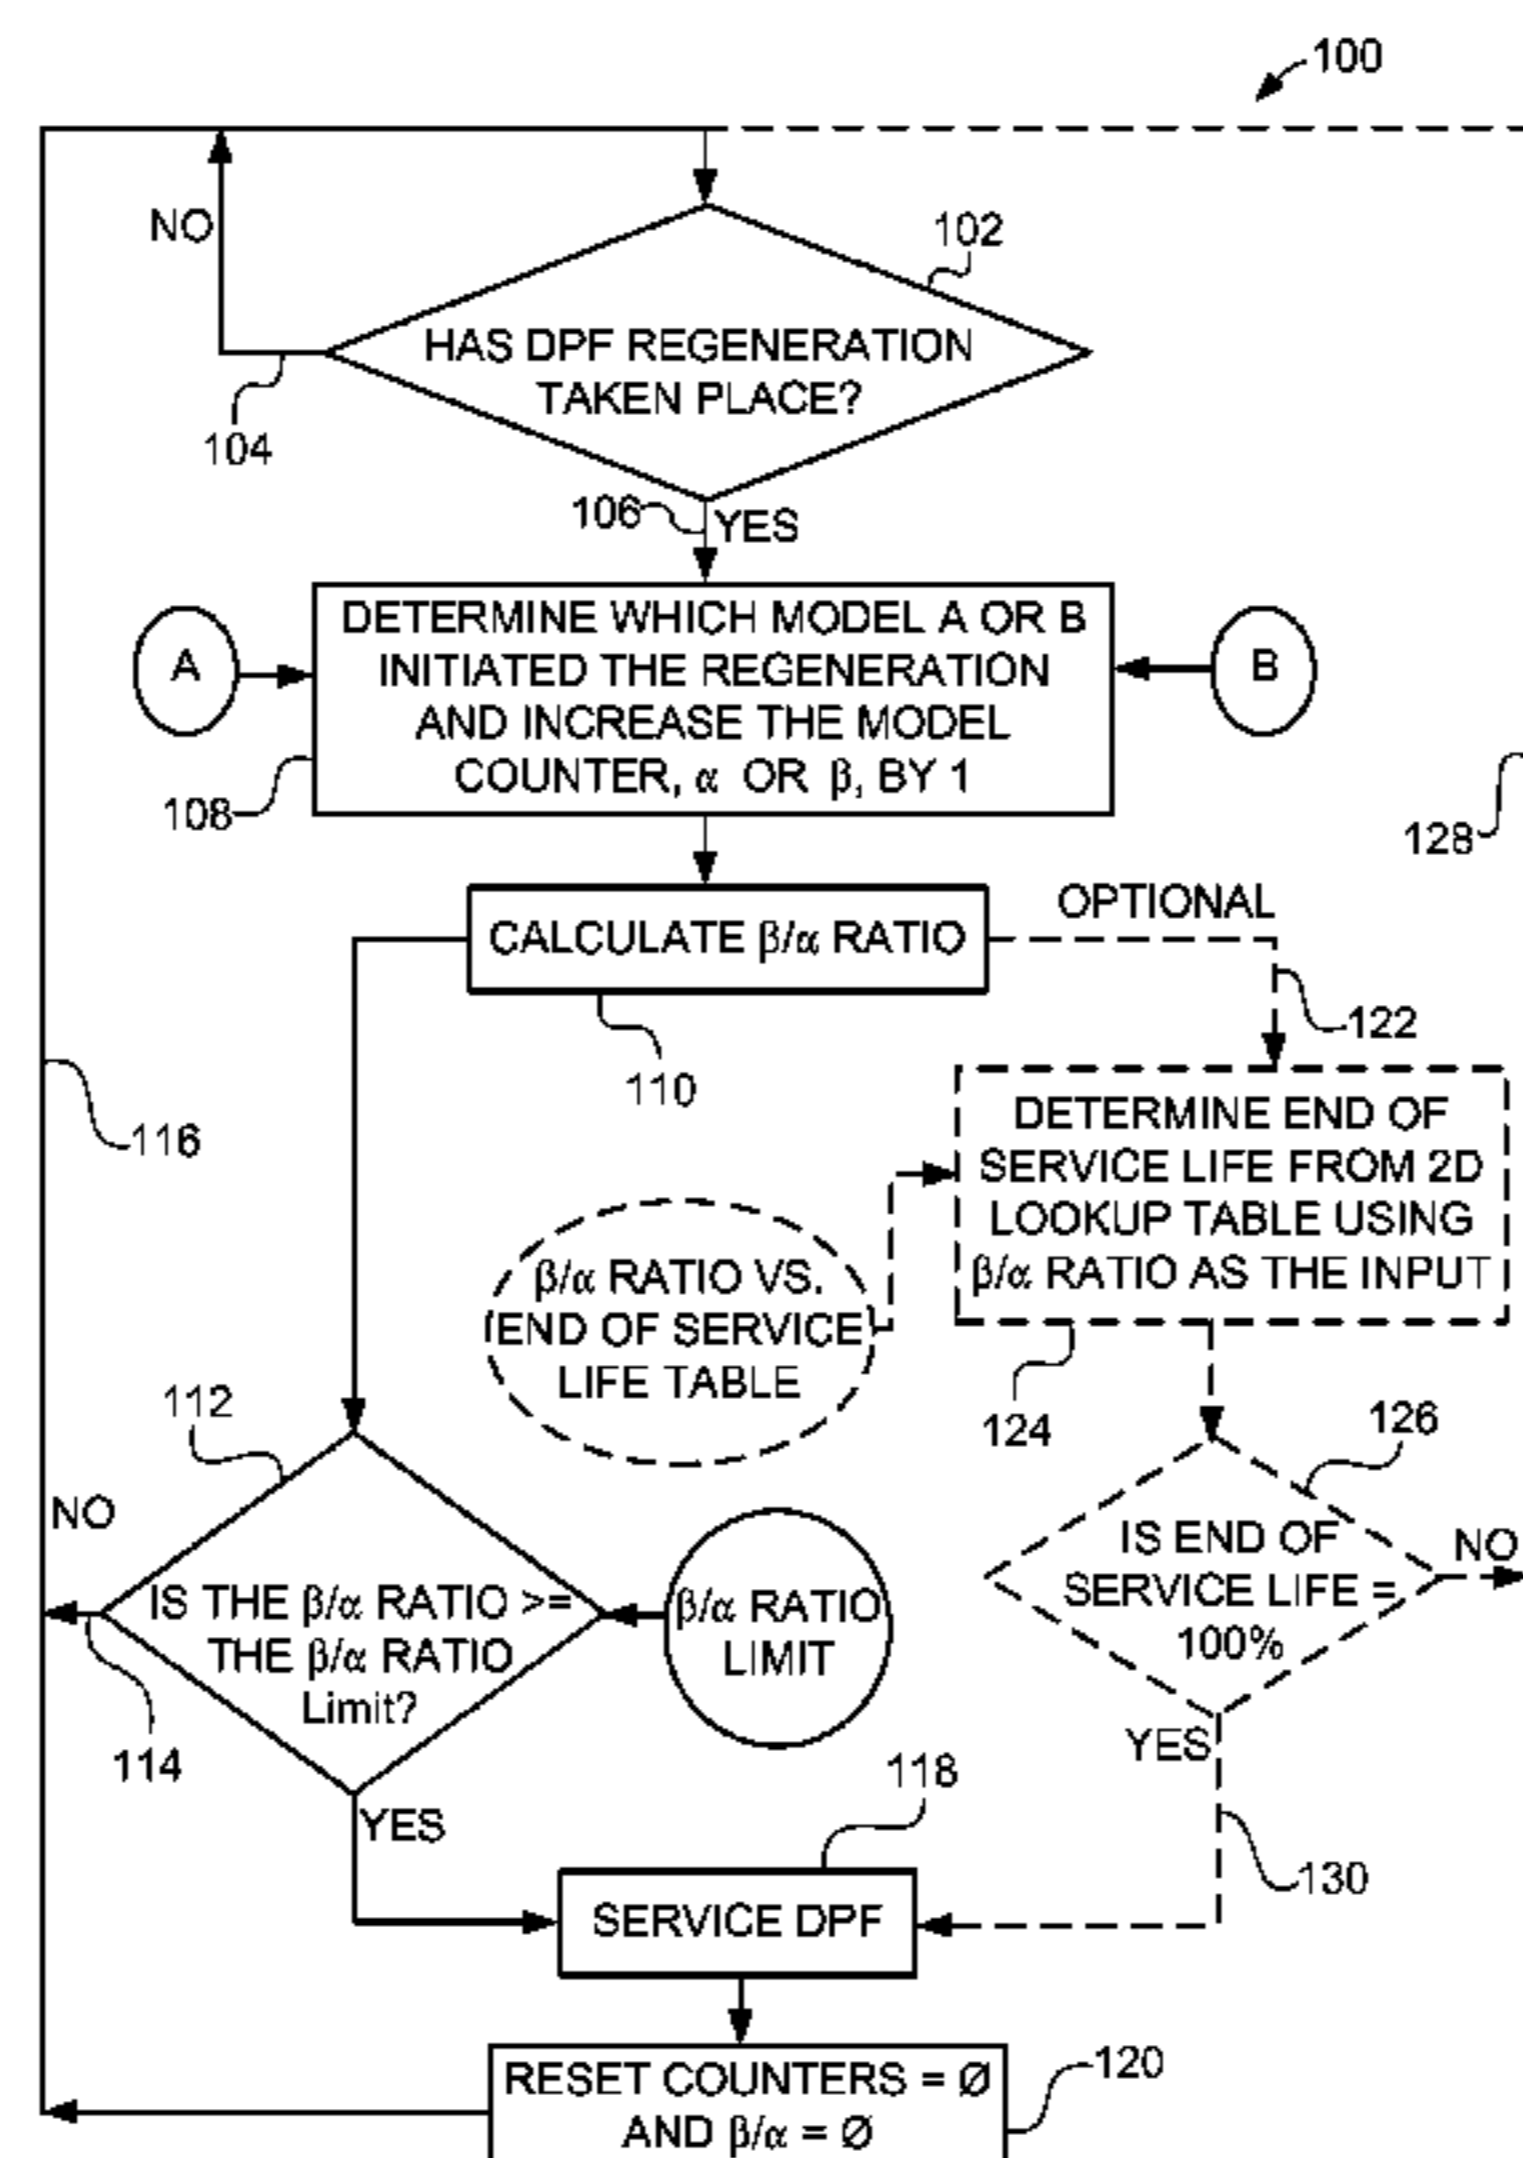 100
NO
102
HAS DPF REGENERATION
TAKEN PLACE?
104
106
YES
A
DETERMINE WHICH MODEL A OR B
INITIATED THE REGENERATION
AND INCREASE THE MODEL
COUNTER, α OR β, BY 1
B
108
128
CALCULATE β/α RATIO
OPTIONAL
122
110
116
DETERMINE END OF
SERVICE LIFE FROM 2D
LOOKUP TABLE USING
β/α RATIO AS THE INPUT
β/α RATIO VS.
END OF SERVICE
LIFE TABLE
124
112
126
NO
IS THE β/α RATIO >=
THE β/α RATIO
Limit?
β/α RATIO
LIMIT
IS END OF
SERVICE LIFE =
100%
NO
114
YES
YES
118
130
SERVICE DPF
RESET COUNTERS = Ø
AND β/α = Ø
120